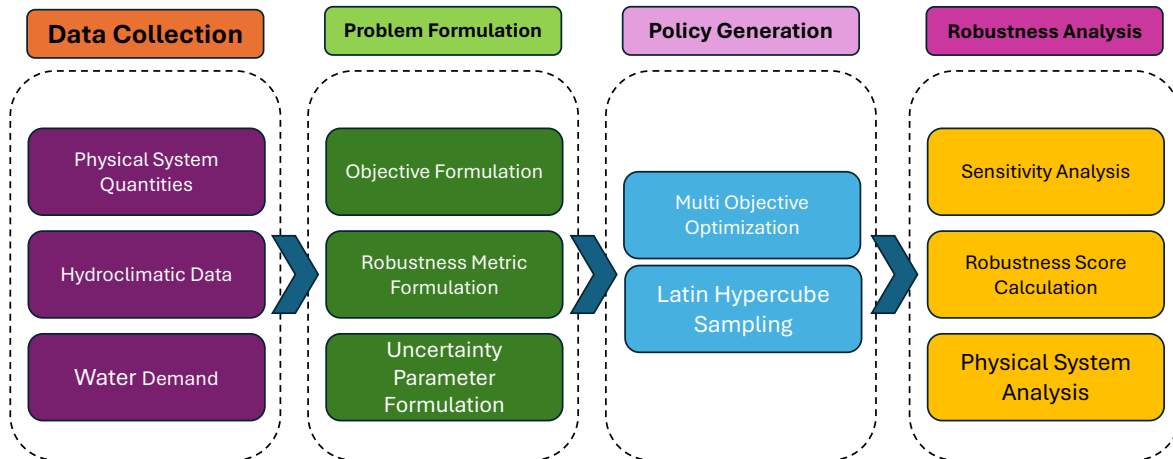 Data Collection
Problem Formulation
Policy Generation
Robustness Analysis
Physical System
Quantities
Hydroclimatic Data
Water Demand
Objective Formulation
Robustness Metric
Formulation
Uncertainty
Parameter
Formulation
Multi Objective
Optimization
Latin Hypercube
Sampling
Sensitivity Analysis
Robustness Score
Calculation
Physical System
Analysis